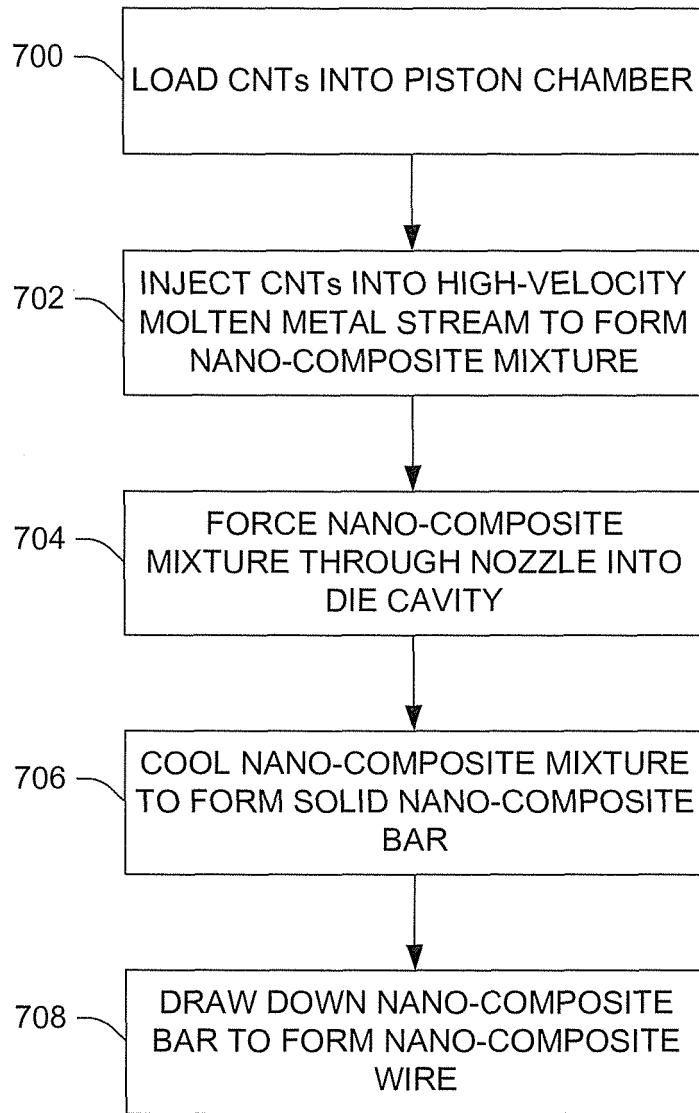 700
LOAD CNTs INTO PISTON CHAMBER
702
INJECT CNTs INTO HIGH-VELOCITY
MOLTEN METAL STREAM TO FORM
NANO-COMPOSITE MIXTURE
704
FORCE NANO-COMPOSITE
MIXTURE THROUGH NOZZLE INTO
DIE CAVITY
706
COOL NANO-COMPOSITE MIXTURE
TO FORM SOLID NANO-COMPOSITE
BAR
708
DRAW DOWN NANO-COMPOSITE
BAR TO FORM NANO-COMPOSITE
WIRE